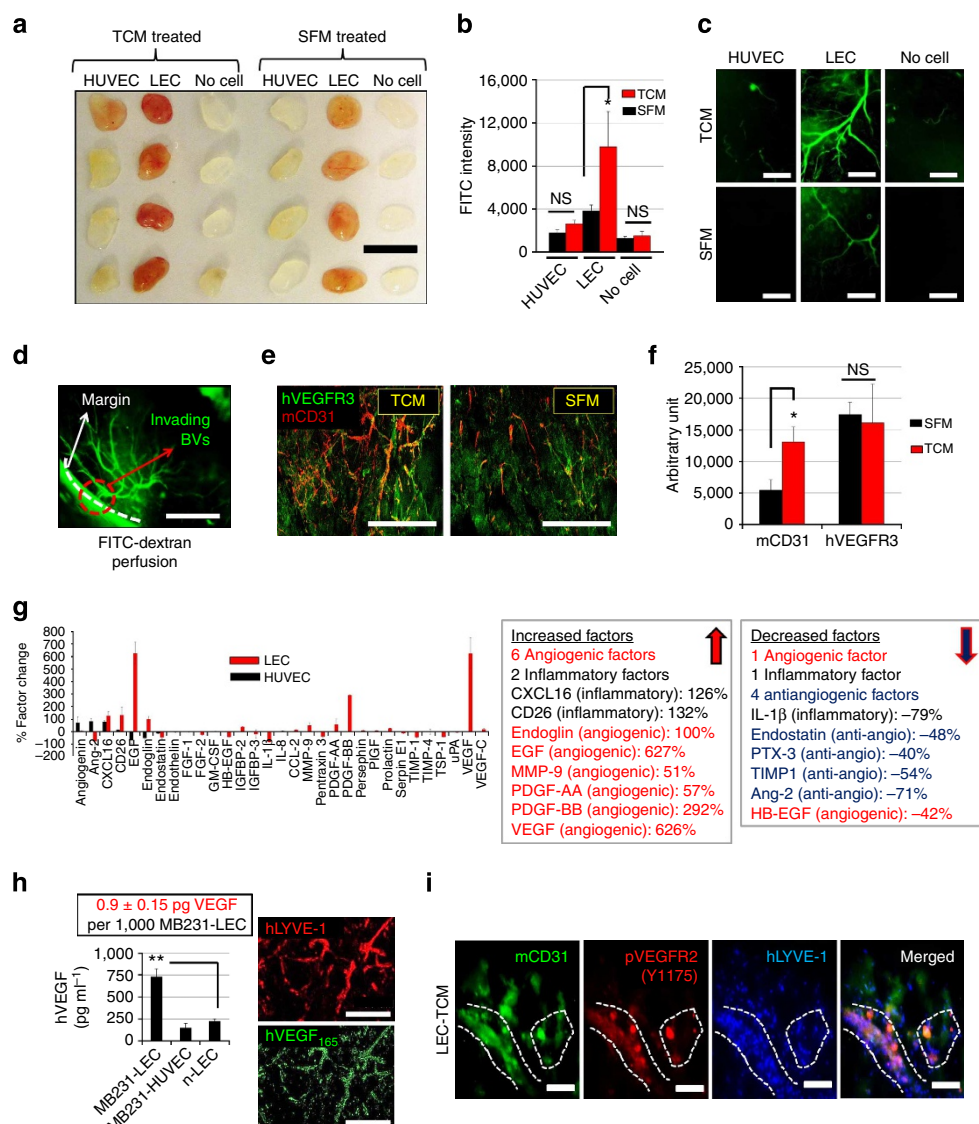 a
TCM treated
SFM treated
HUVEC LEC No cell HUVEC LEC No cell
b
16,000
12,000
8,000
4,000
0
FITC intensity
TCM
SFM
*
NS
NS
HUVEC
LEC
No cell
c
HUVEC LEC No cell
TCM
SFM
d
Margin
Invading
BVs
FITC-dextran
perfusion
e
hVEGFR3
mCD31
TCM
SFM
f
25,000
20,000
15,000
10,000
5,000
0
Arbitratry unit
NS
*
SFM
TCM
mCD31 hVEGFR3
g
% Factor change
800
700
600
500
400
300
200
100
0
–100
–200
LEC
HUVEC
Angiogenin
Ang-2
CXCL16
CD26
EGF
Endoglin
Endostatin
Endothelin
FGF-1
FGF-2
GM-CSF
HB-EGF
IGFBP-2
IGFBP-3
IL-1β
IL-8
CCL-2
MMP-9
Pentraxin 3
PDGF-AA
PDGF-BB
Persephin
PlGF
Prolactin
Serpin E1
TIMP-1
TIMP-4
TSP-1
uPA
VEGF
VEGF-C
Increased factors
6 Angiogenic factors
2 Inflammatory factors
CXCL16 (inflammatory): 126%
CD26 (inflammatory): 132%
Endoglin (angiogenic): 100%
EGF (angiogenic): 627%
MMP-9 (angiogenic): 51%
PDGF-AA (angiogenic): 57%
PDGF-BB (angiogenic): 292%
VEGF (angiogenic): 626%
Decreased factors
1 Angiogenic factor
1 Inflammatory factor
4 antiangiogenic factors
IL-1β (inflammatory): –79%
Endostatin (anti-angio): –48%
PTX-3 (anti-angio): –40%
TIMP1 (anti-angio): –54%
Ang-2 (anti-angio): –71%
HB-EGF (angiogenic): –42%
h
0.9 ± 0.15 pg VEGF
per 1,000 MB231-LEC
1,000
750
500
250
0
hVEGF
(pg ml⁻¹)
**
MB231-LEC
MB231-HUVEC
n-LEC
hLYVE-1
hVEGF₁₆₅
i
LEC-TCM
mCD31
pVEGFR2
(Y1175)
hLYVE-1
Merged